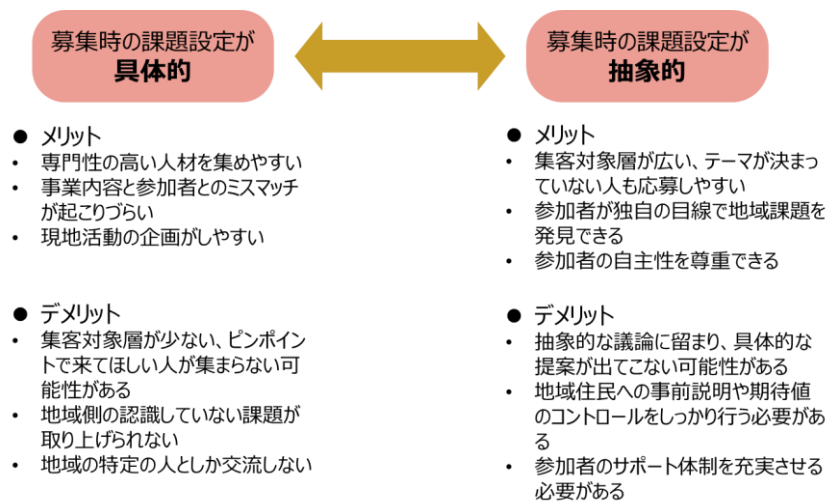 募集時の課題設定が
具体的
● メリット
• 専門性の高い人材を集めやすい
• 事業内容と参加者とのミスマッチ
が起こりづらい
• 現地活動の企画がしやすい
● デメリット
• 集客対象層が少ない、ピンポイン
トで来てほしい人が集まらない可
能性がある
• 地域側の認識していない課題が
取り上げられない
• 地域の特定の人としか交流しない
募集時の課題設定が
抽象的
● メリット
• 集客対象層が広い、テーマが決まっ
ていない人も応募しやすい
• 参加者が独自の目線で地域課題を
発見できる
• 参加者の自主性を尊重できる
● デメリット
• 抽象的な議論に留まり、具体的な
提案が出てこない可能性がある
• 地域住民への事前説明や期待値
のコントロールをしっかり行う必要があ
る
• 参加者のサポート体制を充実させる
必要がある